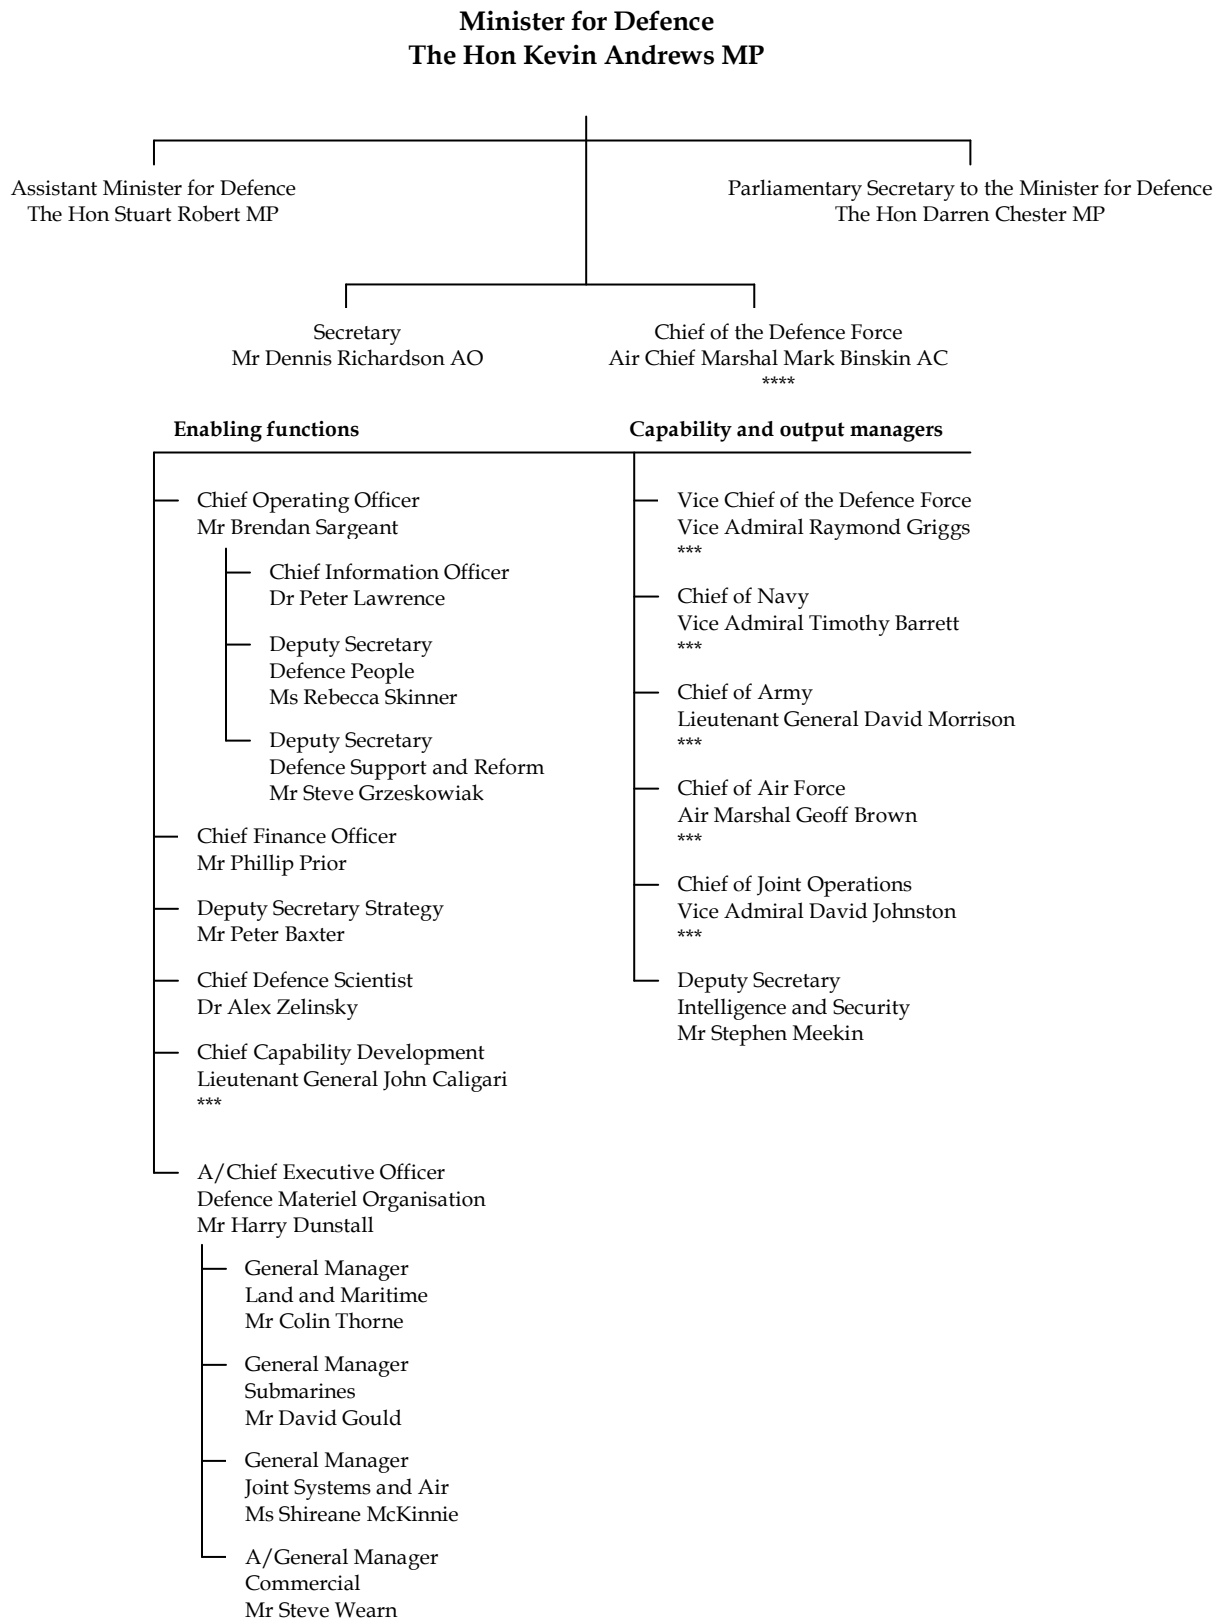 Minister for Defence
The Hon Kevin Andrews MP
Assistant Minister for Defence
The Hon Stuart Robert MP
Parliamentary Secretary to the Minister for Defence
The Hon Darren Chester MP
Secretary
Mr Dennis Richardson AO
Chief of the Defence Force
Air Chief Marshal Mark Binskin AC
****
Enabling functions
Chief Operating Officer
Mr Brendan Sargeant
Chief Information Officer
Dr Peter Lawrence
Deputy Secretary
Defence People
Ms Rebecca Skinner
Deputy Secretary
Defence Support and Reform
Mr Steve Grzeskowiak
Chief Finance Officer
Mr Phillip Prior
Deputy Secretary Strategy
Mr Peter Baxter
Chief Defence Scientist
Dr Alex Zelinsky
Chief Capability Development
Lieutenant General John Caligari
***
A/Chief Executive Officer
Defence Materiel Organisation
Mr Harry Dunstall
General Manager
Land and Maritime
Mr Colin Thorne
General Manager
Submarines
Mr David Gould
General Manager
Joint Systems and Air
Ms Shireane McKinnie
A/General Manager
Commercial
Mr Steve Wearn
Capability and output managers
Vice Chief of the Defence Force
Vice Admiral Raymond Griggs
***
Chief of Navy
Vice Admiral Timothy Barrett
***
Chief of Army
Lieutenant General David Morrison
***
Chief of Air Force
Air Marshal Geoff Brown
***
Chief of Joint Operations
Vice Admiral David Johnston
***
Deputy Secretary
Intelligence and Security
Mr Stephen Meekin